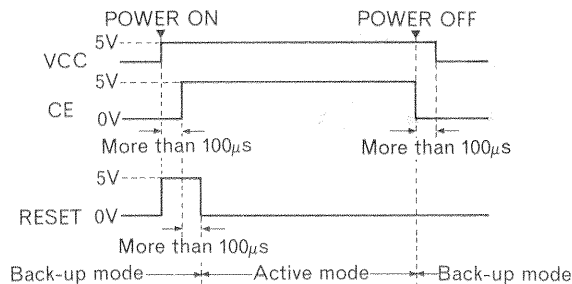 POWER ON POWER OFF
5V
VCC
5V
CE
0V
More than 100μs More than 100μs
5V
RESET 0V
More than 100μs
Back-up mode Active mode Back-up mode